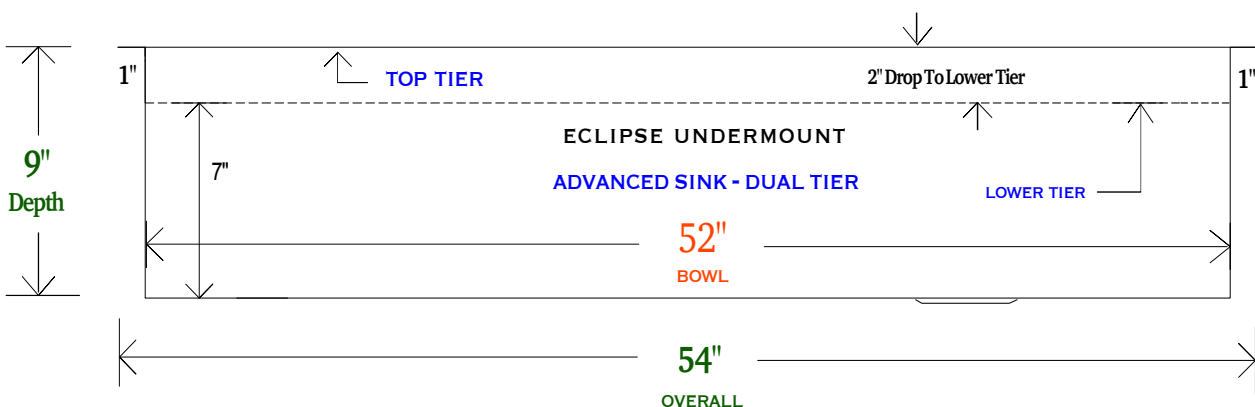 1"
TOP TIER
2" Drop To Lower Tier
1"
ECLIPSE UNDERMOUNT
9"
Depth
7"
ADVANCED SINK - DUAL TIER
LOWER TIER
52"
BOWL
54"
OVERALL